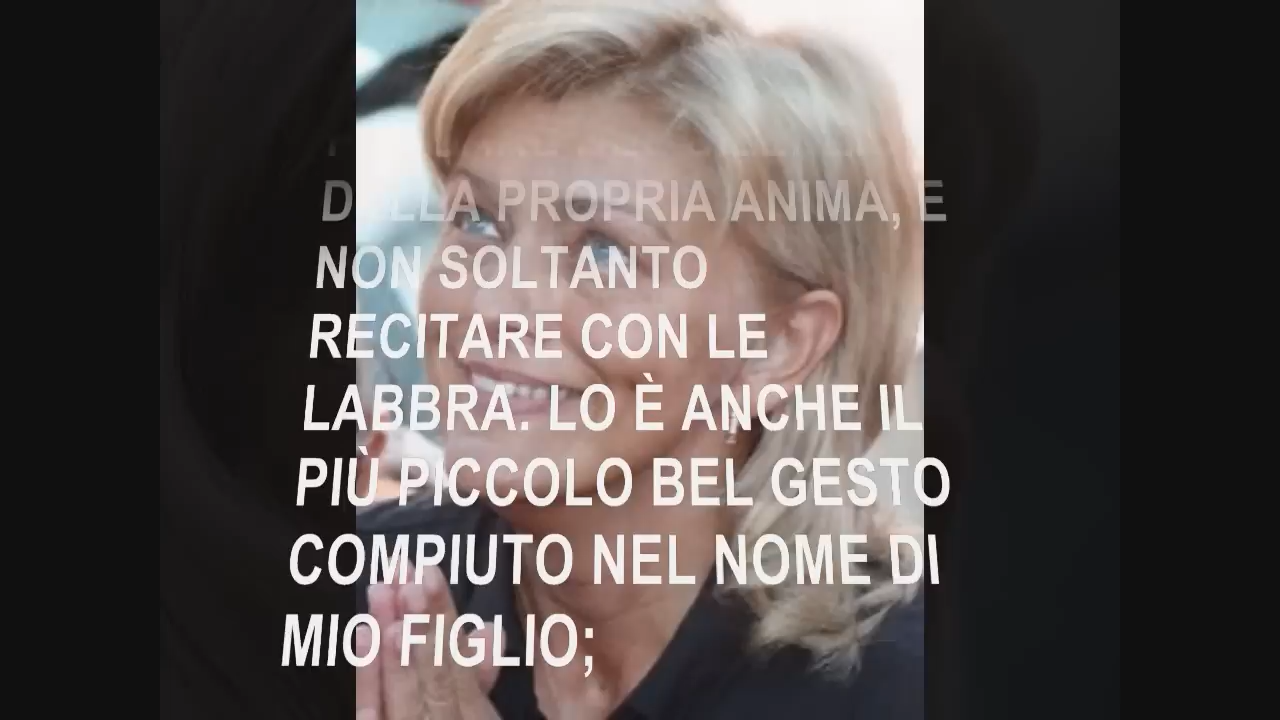 DELLA PROPRIA ANIMA, E
NON SOLTANTO
RECITARE CON LE
LABBRA. LO È ANCHE IL
PIÙ PICCOLO BEL GESTO
COMPIUTO NEL NOME DI
MIO FIGLIO;